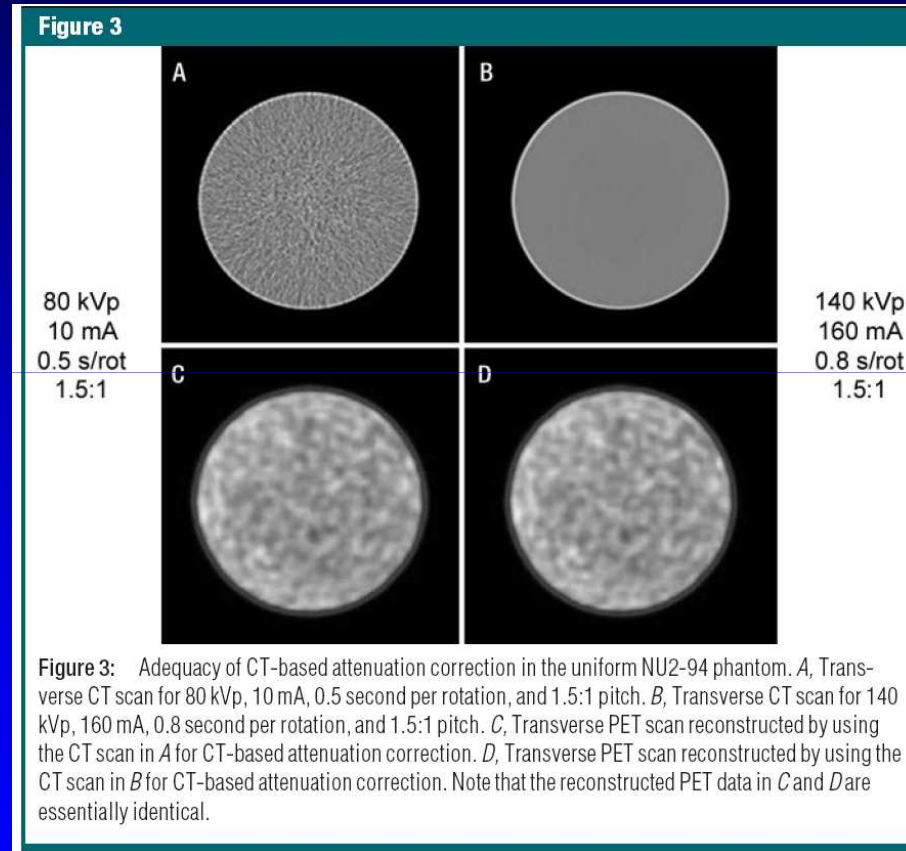 Figure 3
A
B
80 kVp
10 mA
0.5 s/rot
1.5:1
140 kVp
160 mA
0.8 s/rot
1.5:1
C
D
Figure 3: Adequacy of CT-based attenuation correction in the uniform NU2-94 phantom. A, Trans-
verse CT scan for 80 kVp, 10 mA, 0.5 second per rotation, and 1.5:1 pitch. B, Transverse CT scan for 140
kVp, 160 mA, 0.8 second per rotation, and 1.5:1 pitch. C, Transverse PET scan reconstructed by using
the CT scan in A for CT-based attenuation correction. D, Transverse PET scan reconstructed by using the
CT scan in B for CT-based attenuation correction. Note that the reconstructed PET data in C and D are
essentially identical.